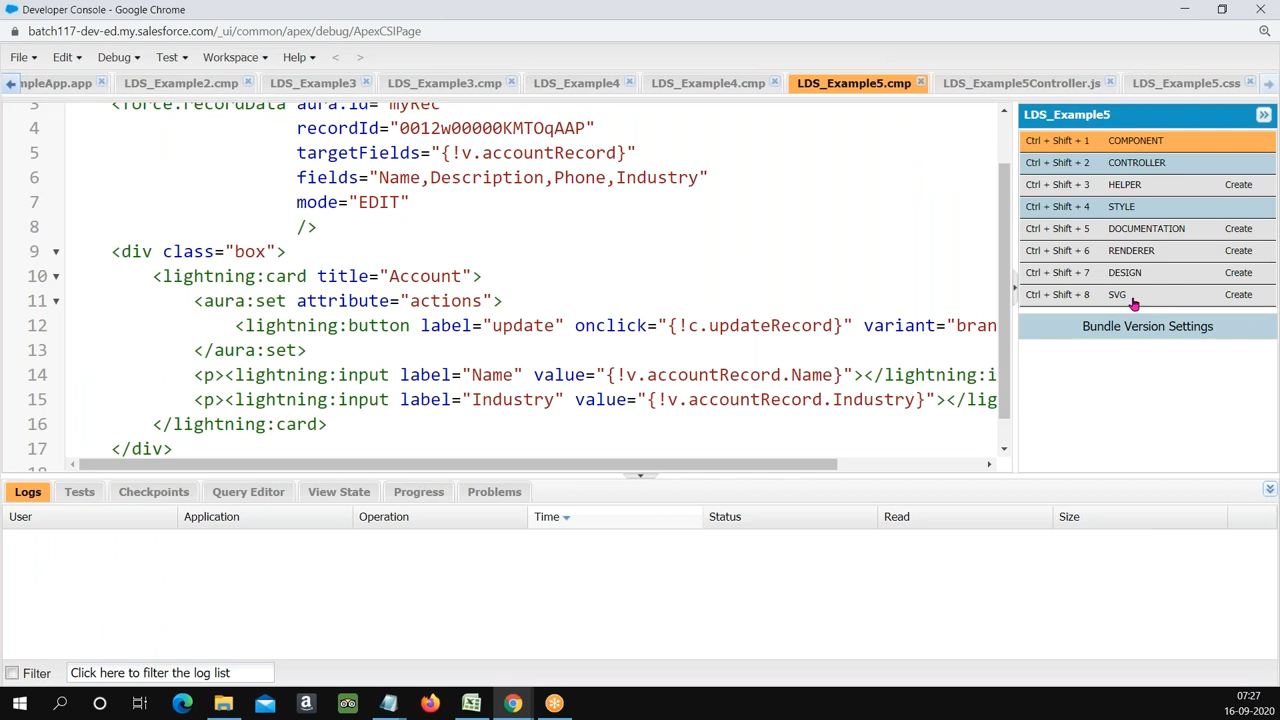 Developer Console - Google Chrome
batch117-dev-ed.my.salesforce.com/_ui/common/apex/debug/ApexCSIPage
File Edit Debug Test Workspace Help < >
mpleApp.app LDS_Example2.cmp LDS_Example3 LDS_Example3.cmp LDS_Example4 LDS_Example4.cmp LDS_Example5.cmp LDS_Example5Controller.js LDS_Example5.css
3 <force:recordData aura:id="myRec"
4 recordId="0012w00000KMTOqAAP"
5 targetFields="{!v.accountRecord}"
6 fields="Name,Description,Phone,Industry"
7 mode="EDIT"
8 />
9 <div class="box">
10 <lightning:card title="Account">
11 <aura:set attribute="actions">
12 <lightning:button label="update" onclick="{!c.updateRecord}" variant="bran
13 </aura:set>
14 <p><lightning:input label="Name" value="{!v.accountRecord.Name}"></lightning:i
15 <p><lightning:input label="Industry" value="{!v.accountRecord.Industry}"></lig
16 </lightning:card>
17 </div>
18
LDS_Example5
Ctrl + Shift + 1 COMPONENT
Ctrl + Shift + 2 CONTROLLER
Ctrl + Shift + 3 HELPER Create
Ctrl + Shift + 4 STYLE
Ctrl + Shift + 5 DOCUMENTATION Create
Ctrl + Shift + 6 RENDERER Create
Ctrl + Shift + 7 DESIGN Create
Ctrl + Shift + 8 SVG Create
Bundle Version Settings
Logs Tests Checkpoints Query Editor View State Progress Problems
User Application Operation Time Status Read Size
Filter Click here to filter the log list
07:27
16-09-2020